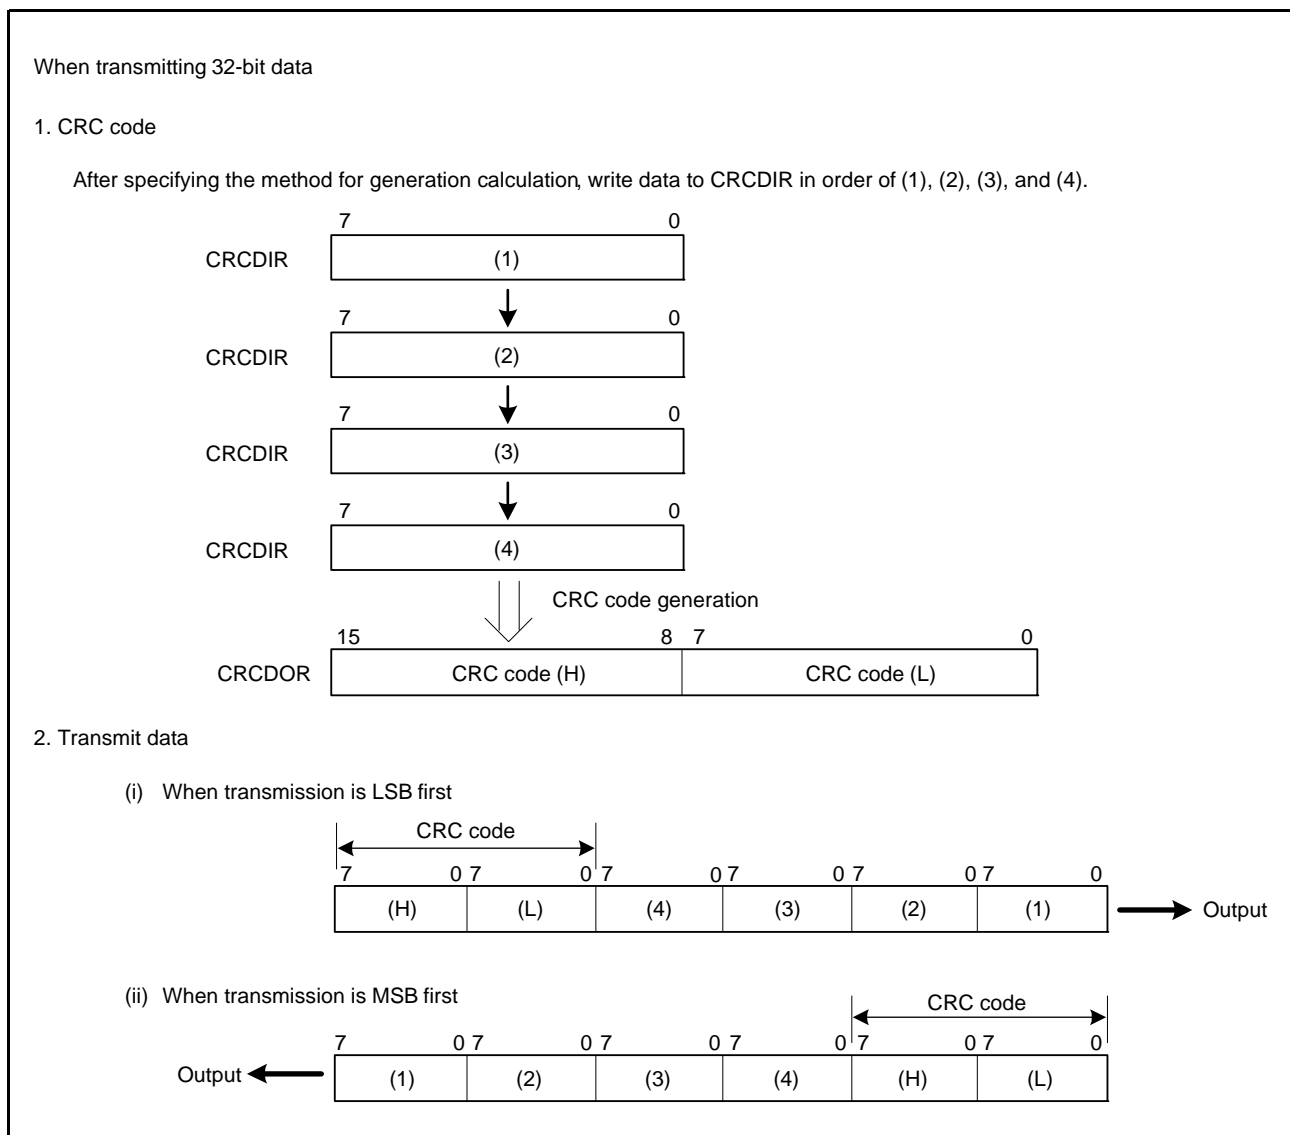 When transmitting 32-bit data
1. CRC code
After specifying the method for generation calculation, write data to CRCDIR in order of (1), (2), (3), and (4).
7 0
CRCDIR (1)
7 0
CRCDIR (2)
7 0
CRCDIR (3)
7 0
CRCDIR (4)
CRC code generation
15 8 7 0
CRCDOR CRC code (H) CRC code (L)
2. Transmit data
(i) When transmission is LSB first
CRC code
7 0 7 0 7 0 7 0 7 0 7 0
(H) (L) (4) (3) (2) (1) Output
(ii) When transmission is MSB first
CRC code
7 0 7 0 7 0 7 0 7 0 7 0
Output (1) (2) (3) (4) (H) (L)